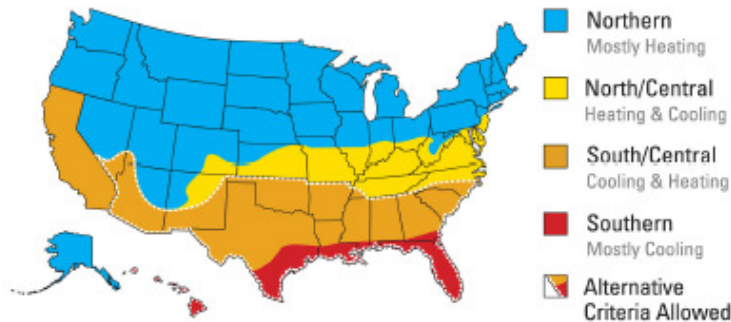 Northern
Mostly Heating
North/Central
Heating & Cooling
South/Central
Cooling & Heating
Southern
Mostly Cooling
Alternative
Criteria Allowed